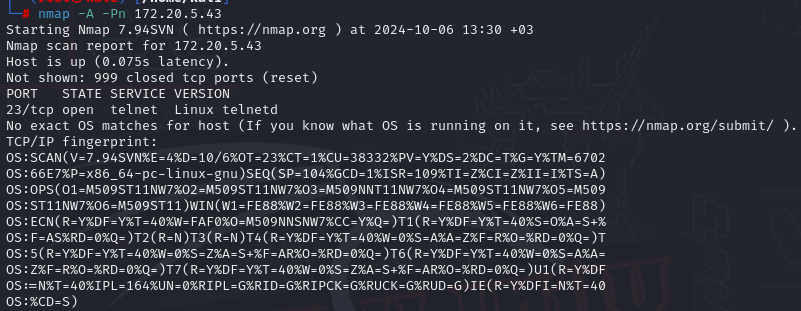 └─# nmap -A -Pn 172.20.5.43
Starting Nmap 7.94SVN ( https://nmap.org ) at 2024-10-06 13:30 +03
Nmap scan report for 172.20.5.43
Host is up (0.075s latency).
Not shown: 999 closed tcp ports (reset)
PORT   STATE SERVICE VERSION
23/tcp open  telnet  Linux telnetd
No exact OS matches for host (If you know what OS is running on it, see https://nmap.org/submit/ ).
TCP/IP fingerprint:
OS:SCAN(V=7.94SVN%E=4%D=10/6%OT=23%CT=1%CU=38332%PV=Y%DS=2%DC=T%G=Y%TM=6702
OS:66E7%P=x86_64-pc-linux-gnu)SEQ(SP=104%GCD=1%ISR=109%TI=Z%CI=Z%II=I%TS=A)
OS:OPS(O1=M509ST11NW7%O2=M509ST11NW7%O3=M509NNT11NW7%O4=M509ST11NW7%O5=M509
OS:ST11NW7%O6=M509ST11)WIN(W1=FE88%W2=FE88%W3=FE88%W4=FE88%W5=FE88%W6=FE88)
OS:ECN(R=Y%DF=Y%T=40%W=FAF0%O=M509NNSNW7%CC=Y%Q=)T1(R=Y%DF=Y%T=40%S=O%A=S+%
OS:F=AS%RD=0%Q=)T2(R=N)T3(R=N)T4(R=Y%DF=Y%T=40%W=0%S=A%A=Z%F=R%O=%RD=0%Q=)T
OS:5(R=Y%DF=Y%T=40%W=0%S=Z%A=S+%F=AR%O=%RD=0%Q=)T6(R=Y%DF=Y%T=40%W=0%S=A%A=
OS:Z%F=R%O=%RD=0%Q=)T7(R=Y%DF=Y%T=40%W=0%S=Z%A=S+%F=AR%O=%RD=0%Q=)U1(R=Y%DF
OS:=N%T=40%IPL=164%UN=0%RIPL=G%RID=G%RIPCK=G%RUCK=G%RUD=G)IE(R=Y%DFI=N%T=40
OS:%CD=S)